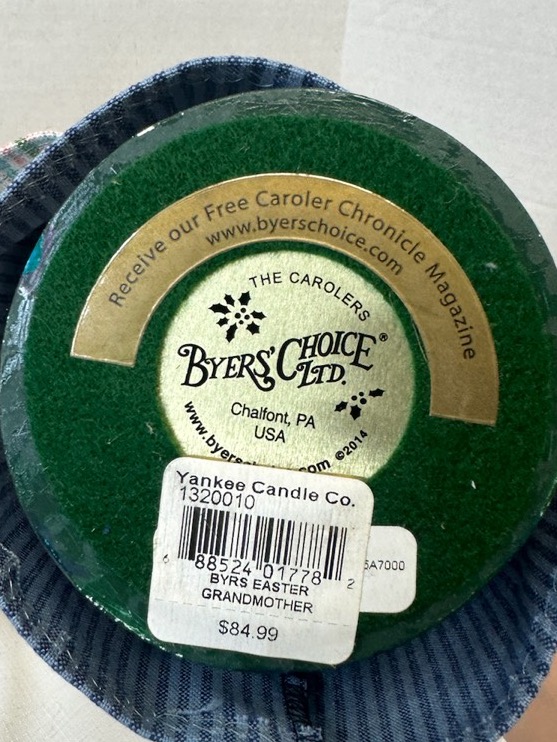 Receive our Free Caroler Chronicle Magazine
www.byerschoice.com
THE CAROLERS
BYERS' CHOICE®
LTD.
Chalfont, PA
USA
www.byerschoice.com ©2014
Yankee Candle Co.
1320010
6 88524 01778 2
BYRS EASTER
GRANDMOTHER
$84.99
A7000